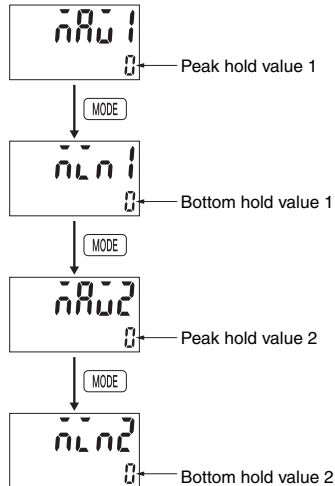 MAX1
0 Peak hold value 1
MODE
MIN1
0 Bottom hold value 1
MODE
MAX2
0 Peak hold value 2
MODE
MIN2
0 Bottom hold value 2